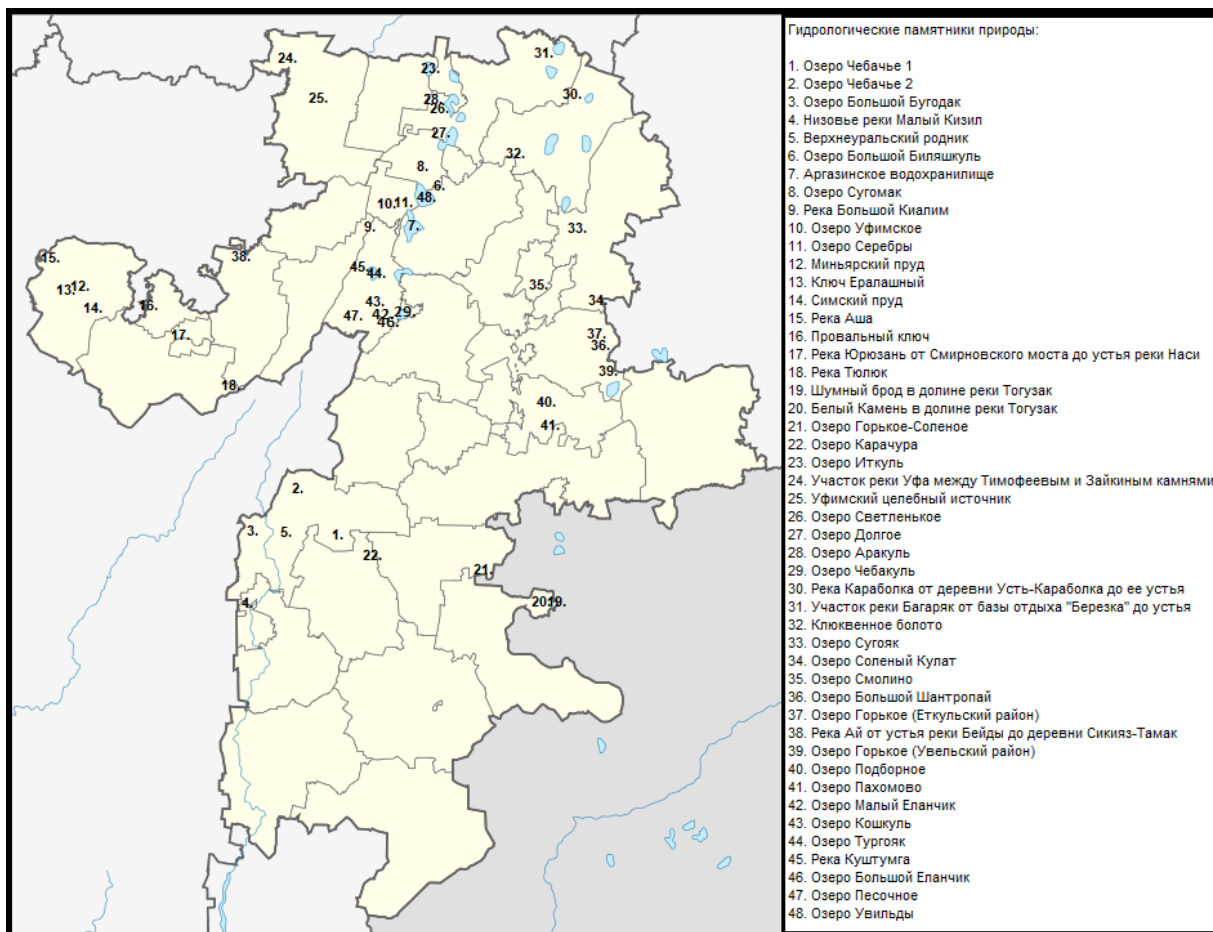 Гидрологические памятники природы:
1. Озеро Чебачье 1
2. Озеро Чебачье 2
3. Озеро Большой Бугодак
4. Низовье реки Малый Кизил
5. Верхнеуральский родник
6. Озеро Большой Биляшкуль
7. Аргазинское водохранилище
8. Озеро Сугомак
9. Река Большой Киалим
10. Озеро Уфимское
11. Озеро Серебры
12. Миньярский пруд
13. Ключ Ералашный
14. Симский пруд
15. Река Аша
16. Провальный ключ
17. Река Юрюзань от Смирновского моста до устья реки Наси
18. Река Тюлюк
19. Шумный брод в долине реки Тогузак
20. Белый Камень в долине реки Тогузак
21. Озеро Горькое-Соленое
22. Озеро Карачура
23. Озеро Иткуль
24. Участок реки Уфа между Тимофеевым и Зайкиным камнями
25. Уфимский целебный источник
26. Озеро Светленькое
27. Озеро Долгое
28. Озеро Аракуль
29. Озеро Чебакуль
30. Река Караболка от деревни Усть-Караболка до ее устья
31. Участок реки Багаряк от базы отдыха "Березка" до устья
32. Клюквенное болото
33. Озеро Сугояк
34. Озеро Соленый Кулат
35. Озеро Смолино
36. Озеро Большой Шантропай
37. Озеро Горькое (Еткульский район)
38. Река Ай от устья реки Бейды до деревни Сикияз-Тамак
39. Озеро Горькое (Увельский район)
40. Озеро Подборное
41. Озеро Пахомово
42. Озеро Малый Еланчик
43. Озеро Кошкуль
44. Озеро Тургояк
45. Река Куштумга
46. Озеро Большой Еланчик
47. Озеро Песочное
48. Озеро Увильды
24.
31.
23.
25.
28.
30.
26.
27.
32.
8.
6.
48.
10.
11.
7.
9.
33.
38.
15.
45.
44.
12.
13.
35.
43.
34.
16.
14.
47.
42.
29.
46.
17.
37.
36.
39.
18.
40.
41.
2.
3.
5.
1.
22.
21.
4.
20
19.